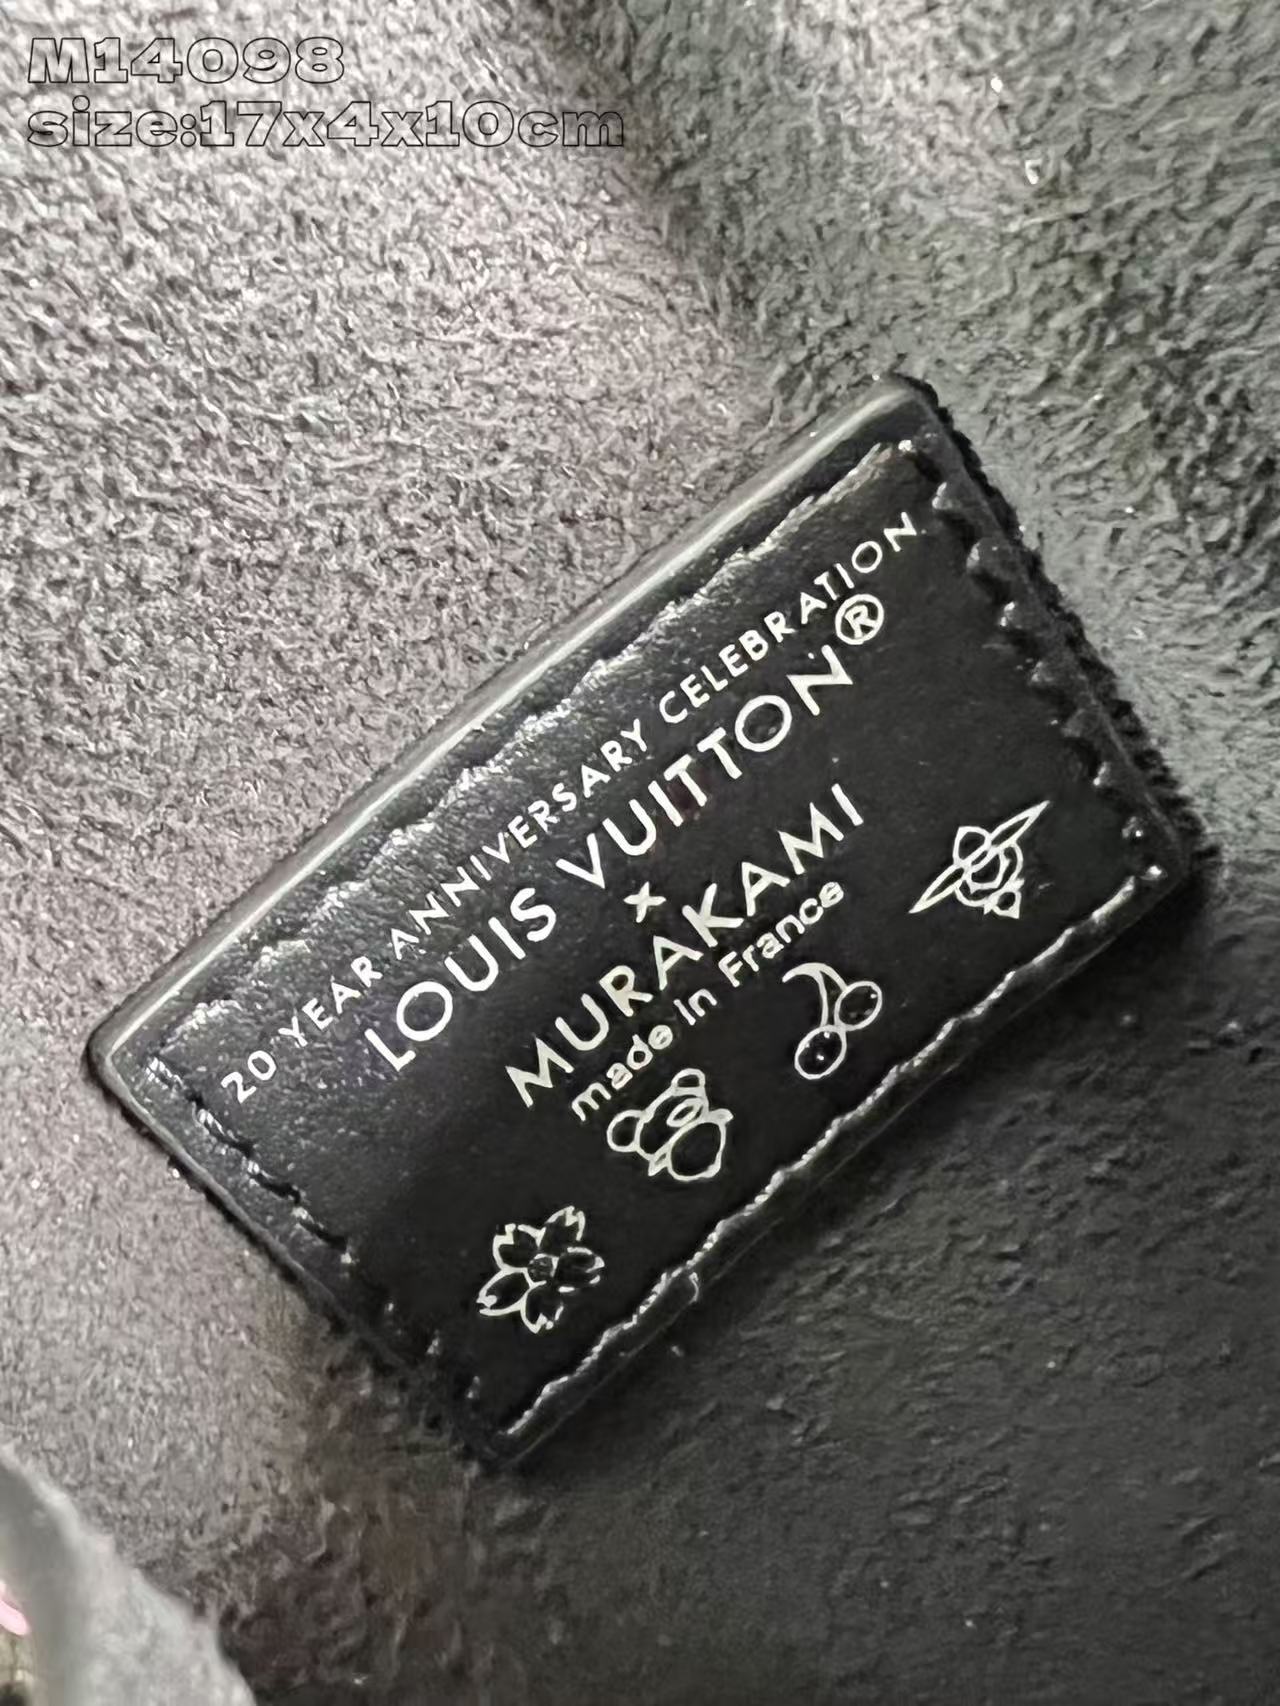 M14098
size:17x4x10cm
20 YEAR ANNIVERSARY CELEBRATION
LOUIS VUITTON®
x
MURAKAMI
made in France